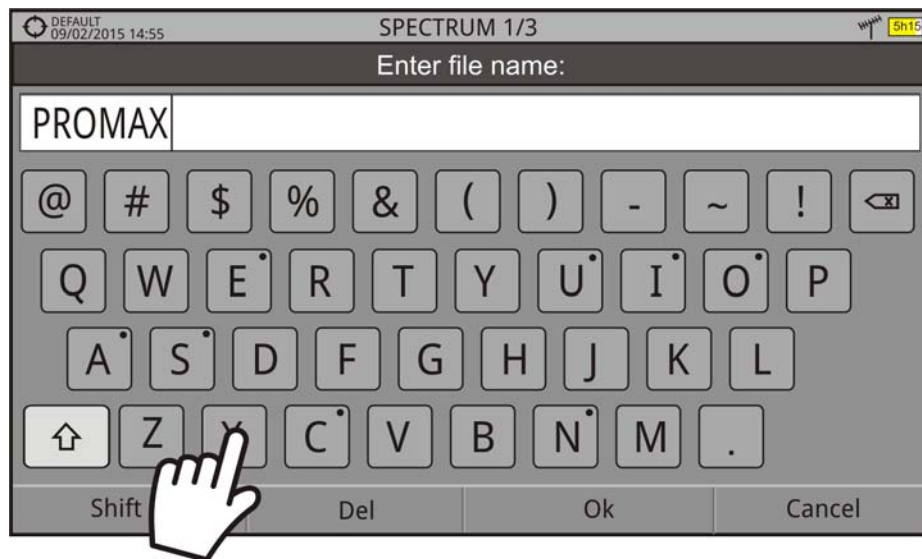 DEFAULT
09/02/2015 14:55
SPECTRUM 1/3
5h15
Enter file name:
PROMAX
@ # $ % & ( ) - ~ !
Q W E R T Y U I O P
A S D F G H J K L
Z X C V B N M .
Shift Del Ok Cancel